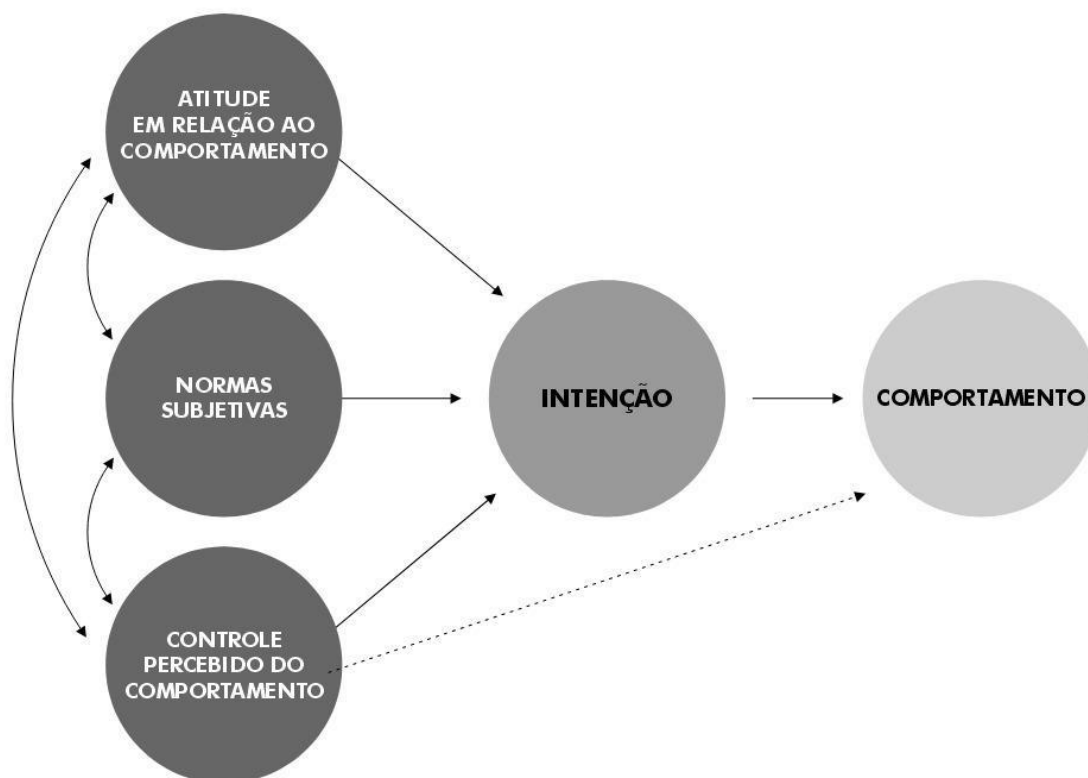 ATITUDE
EM RELAÇÃO AO
COMPORTAMENTO
NORMAS
SUBJETIVAS
CONTROLE
PERCEBIDO DO
COMPORTAMENTO
INTENÇÃO
COMPORTAMENTO